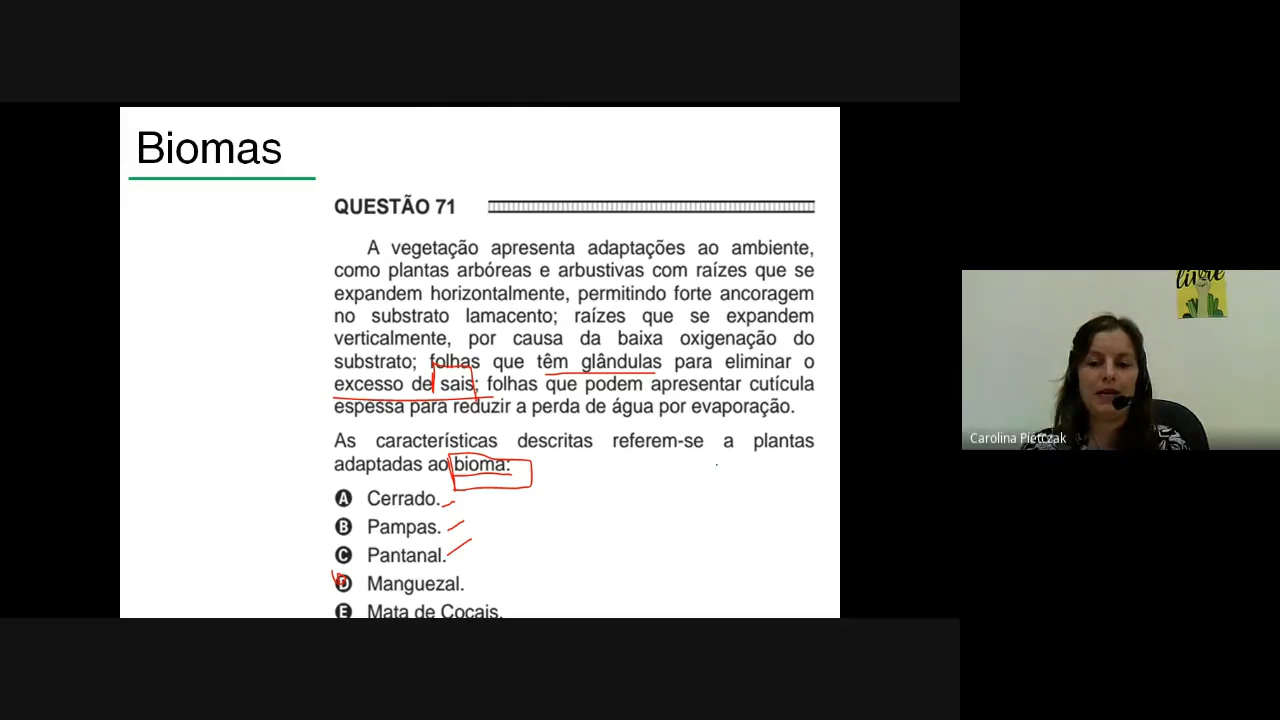 Biomas
QUESTÃO 71
A vegetação apresenta adaptações ao ambiente,
como plantas arbóreas e arbustivas com raízes que se
expandem horizontalmente, permitindo forte ancoragem
no substrato lamacento; raízes que se expandem
verticalmente, por causa da baixa oxigenação do
substrato; folhas que têm glândulas para eliminar o
excesso de sais; folhas que podem apresentar cutícula
espessa para reduzir a perda de água por evaporação.
As características descritas referem-se a plantas
adaptadas ao bioma:
A Cerrado.
B Pampas.
C Pantanal.
D Manguezal.
E Mata de Cocais.
livre
Carolina Pietczak